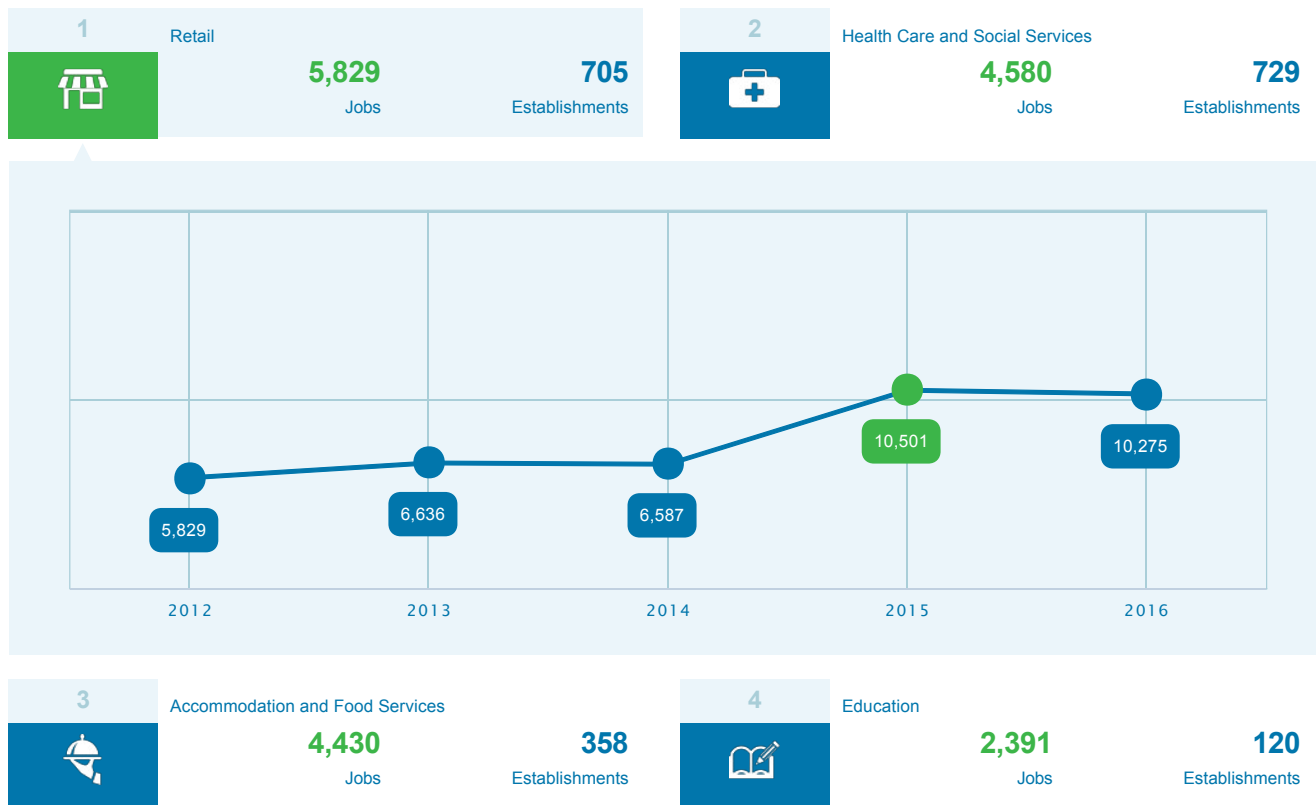 1
Retail
5,829
Jobs
705
Establishments
2
Health Care and Social Services
4,580
Jobs
729
Establishments
5,829
6,636
6,587
10,501
10,275
2012
2013
2014
2015
2016
3
Accommodation and Food Services
4,430
Jobs
358
Establishments
4
Education
2,391
Jobs
120
Establishments